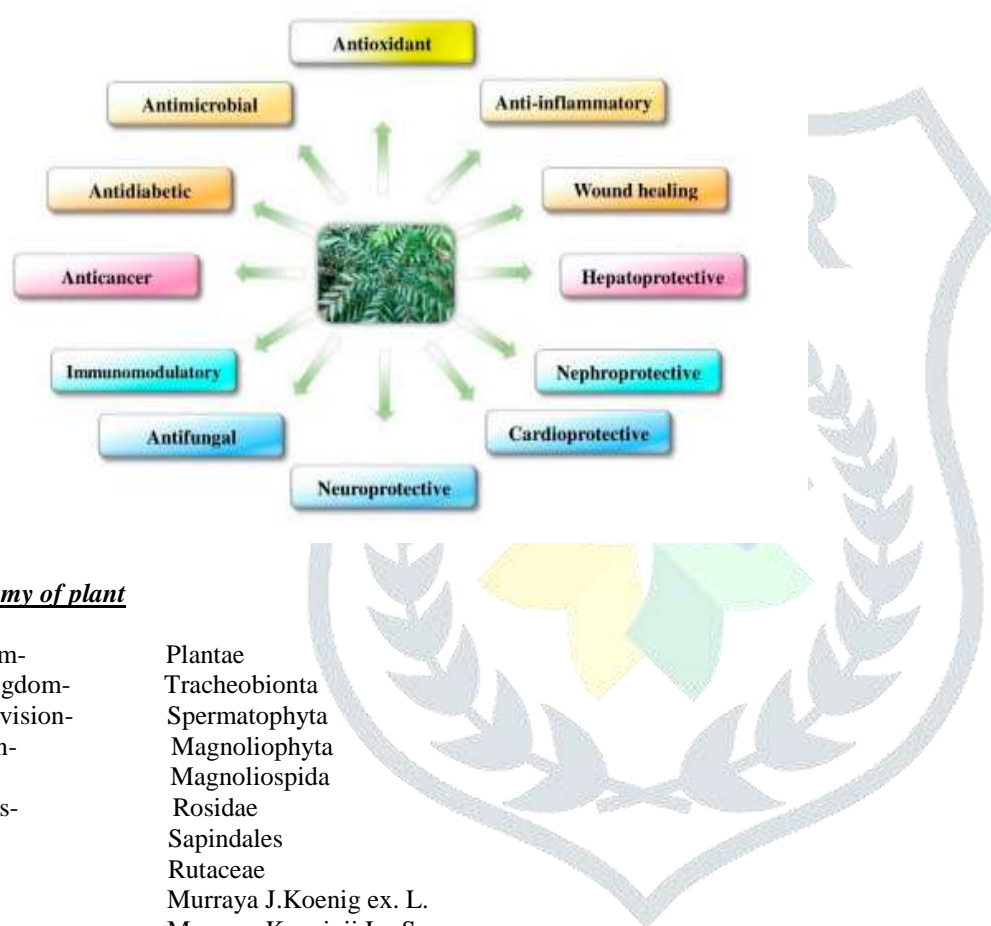 Antioxidant
Antimicrobial
Anti-inflammatory
Antidiabetic
Wound healing
Anticancer
Hepatoprotective
Immunomodulatory
Nephroprotective
Antifungal
Cardioprotective
Neuroprotective
my of plant
m- Plantae
gdom- Tracheobionta
vision- Spermatophyta
n- Magnoliophyta
Magnoliospida
s- Rosidae
Sapindales
Rutaceae
Murraya J.Koenig ex. L.